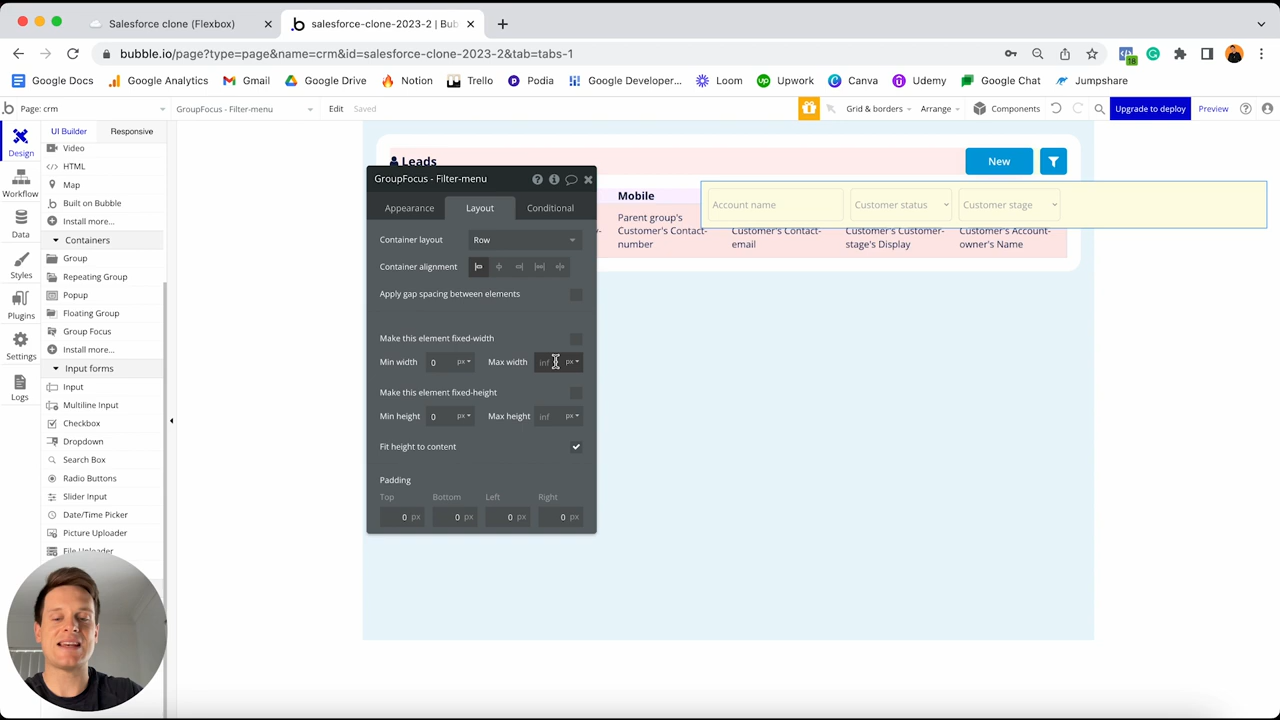 Salesforce clone (Flexbox)
salesforce-clone-2023-2 | Bub
bubble.io/page?type=page&name=crm&id=salesforce-clone-2023-2&tab=tabs-1
18
Google Docs
Google Analytics
Gmail
Google Drive
Notion
Trello
Podia
Google Developer...
Loom
Upwork
Canva
Udemy
Google Chat
Jumpshare
Page: crm
GroupFocus - Filter-menu
Edit
Saved
Grid & borders
Arrange
Components
Upgrade to deploy
Preview
Design
Workflow
Data
Styles
Plugins
Settings
Logs
UI Builder
Responsive
Video
HTML
Map
Built on Bubble
Install more...
Containers
Group
Repeating Group
Popup
Floating Group
Group Focus
Install more...
Input forms
Input
Multiline Input
Checkbox
Dropdown
Search Box
Radio Buttons
Slider Input
Date/Time Picker
Picture Uploader
File Uploader
Leads
New
GroupFocus - Filter-menu
Appearance
Layout
Conditional
Container layout
Row
Container alignment
Apply gap spacing between elements
Make this element fixed-width
Min width
0
px
Max width
inf
px
Make this element fixed-height
Min height
0
px
Max height
inf
px
Fit height to content
Padding
Top
Bottom
Left
Right
0 px
0 px
0 px
0 px
Mobile
Account name
Customer status
Customer stage
Parent group's
Customer's Contact-
number
Customer's Contact-
email
Customer's Customer-
stage's Display
Customer's Account-
owner's Name